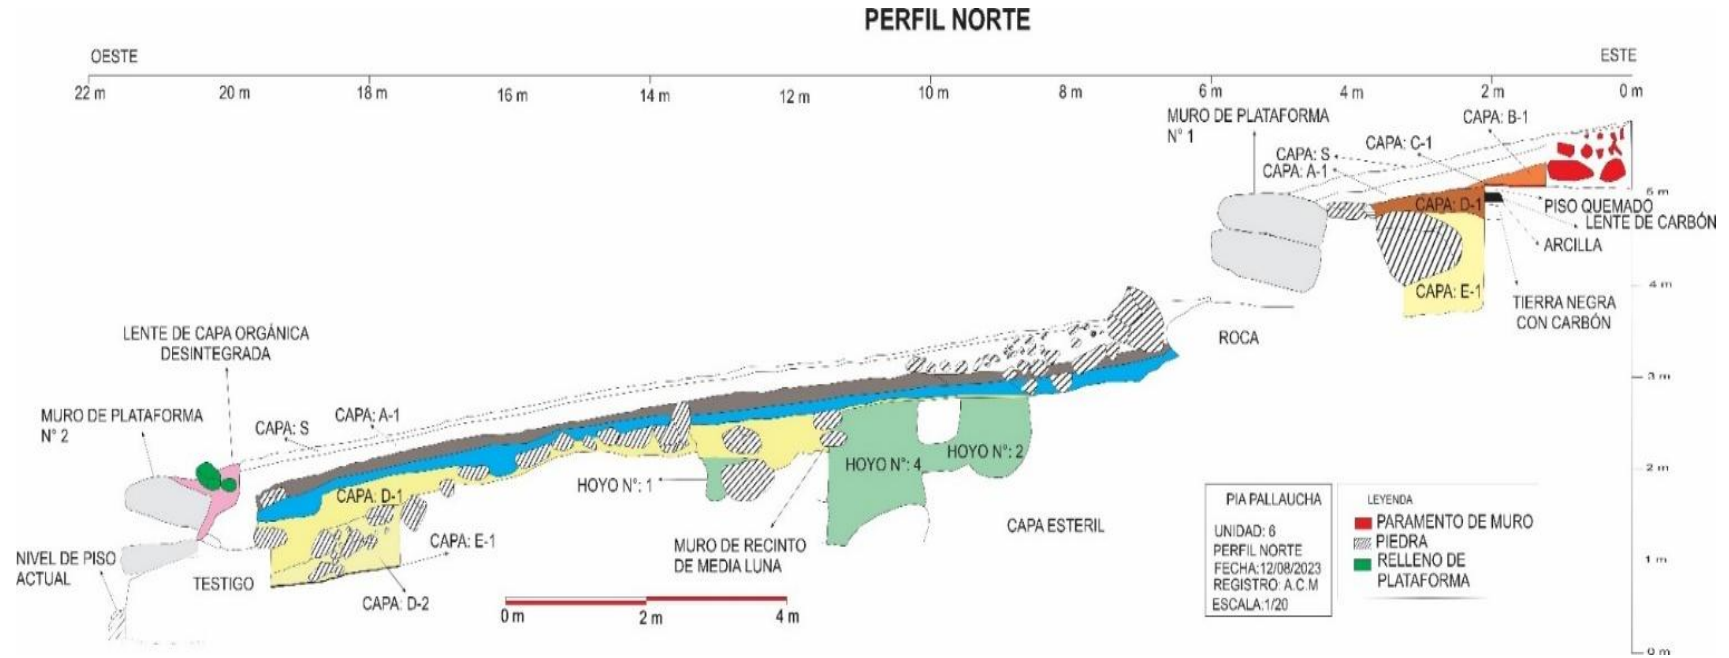 PERFIL NORTE
OESTE
ESTE
22 m
20 m
18 m
16 m
14 m
12 m
10 m
8 m
6 m
4 m
2 m
0 m
MURO DE PLATAFORMA
N° 1
CAPA: B-1
CAPA: C-1
CAPA: S
CAPA: A-1
5 m
CAPA: D-1
PISO QUEMADO
LENTE DE CARBÓN
ARCILLA
4 m
CAPA: E-1
TIERRA NEGRA
CON CARBÓN
ROCA
LENTE DE CAPA ORGÁNICA
DESINTEGRADA
3 m
MURO DE PLATAFORMA
N° 2
CAPA: A-1
CAPA: S
HOYO N°: 2
HOYO N°: 4
2 m
HOYO N°: 1
CAPA: D-1
PIA PALLAUCHA
UNIDAD: 6
PERFIL NORTE
FECHA:12/08/2023
REGISTRO: A.C.M
ESCALA:1/20
LEYENDA
PARAMENTO DE MURO
PIEDRA
RELLENO DE
PLATAFORMA
CAPA ESTERIL
CAPA: E-1
MURO DE RECINTO
DE MEDIA LUNA
NIVEL DE PISO
ACTUAL
TESTIGO
1 m
CAPA: D-2
0 m
2 m
4 m
0 m